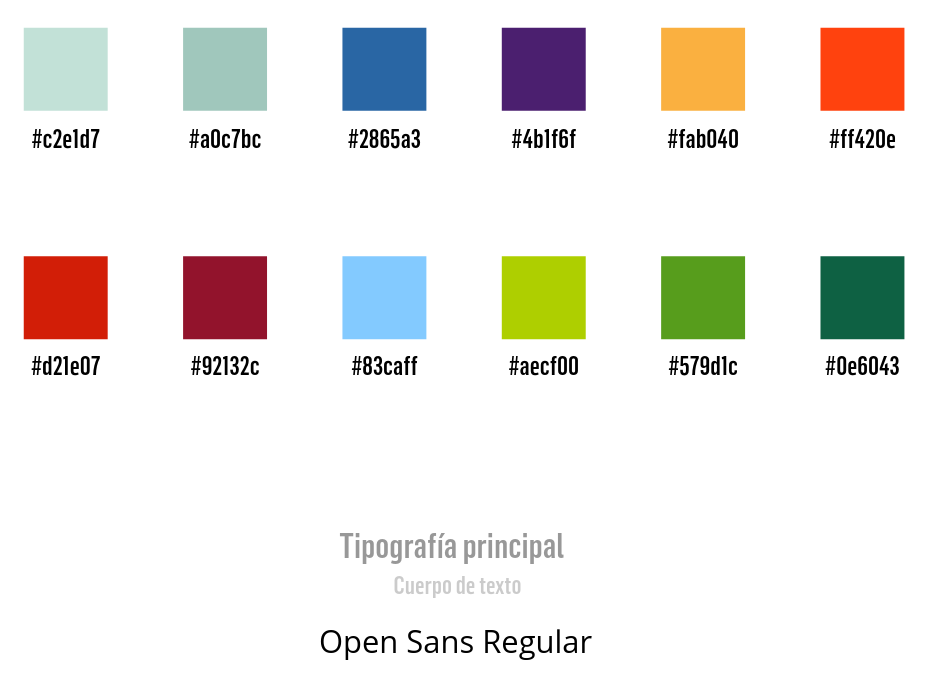 #c2e1d7 #a0c7bc #2865a3 #4b1f6f #fab040 #ff420e
#d21e07 #92132c #83caff #aecf00 #579d1c #0e6043
Tipografía principal
Cuerpo de texto
Open Sans Regular